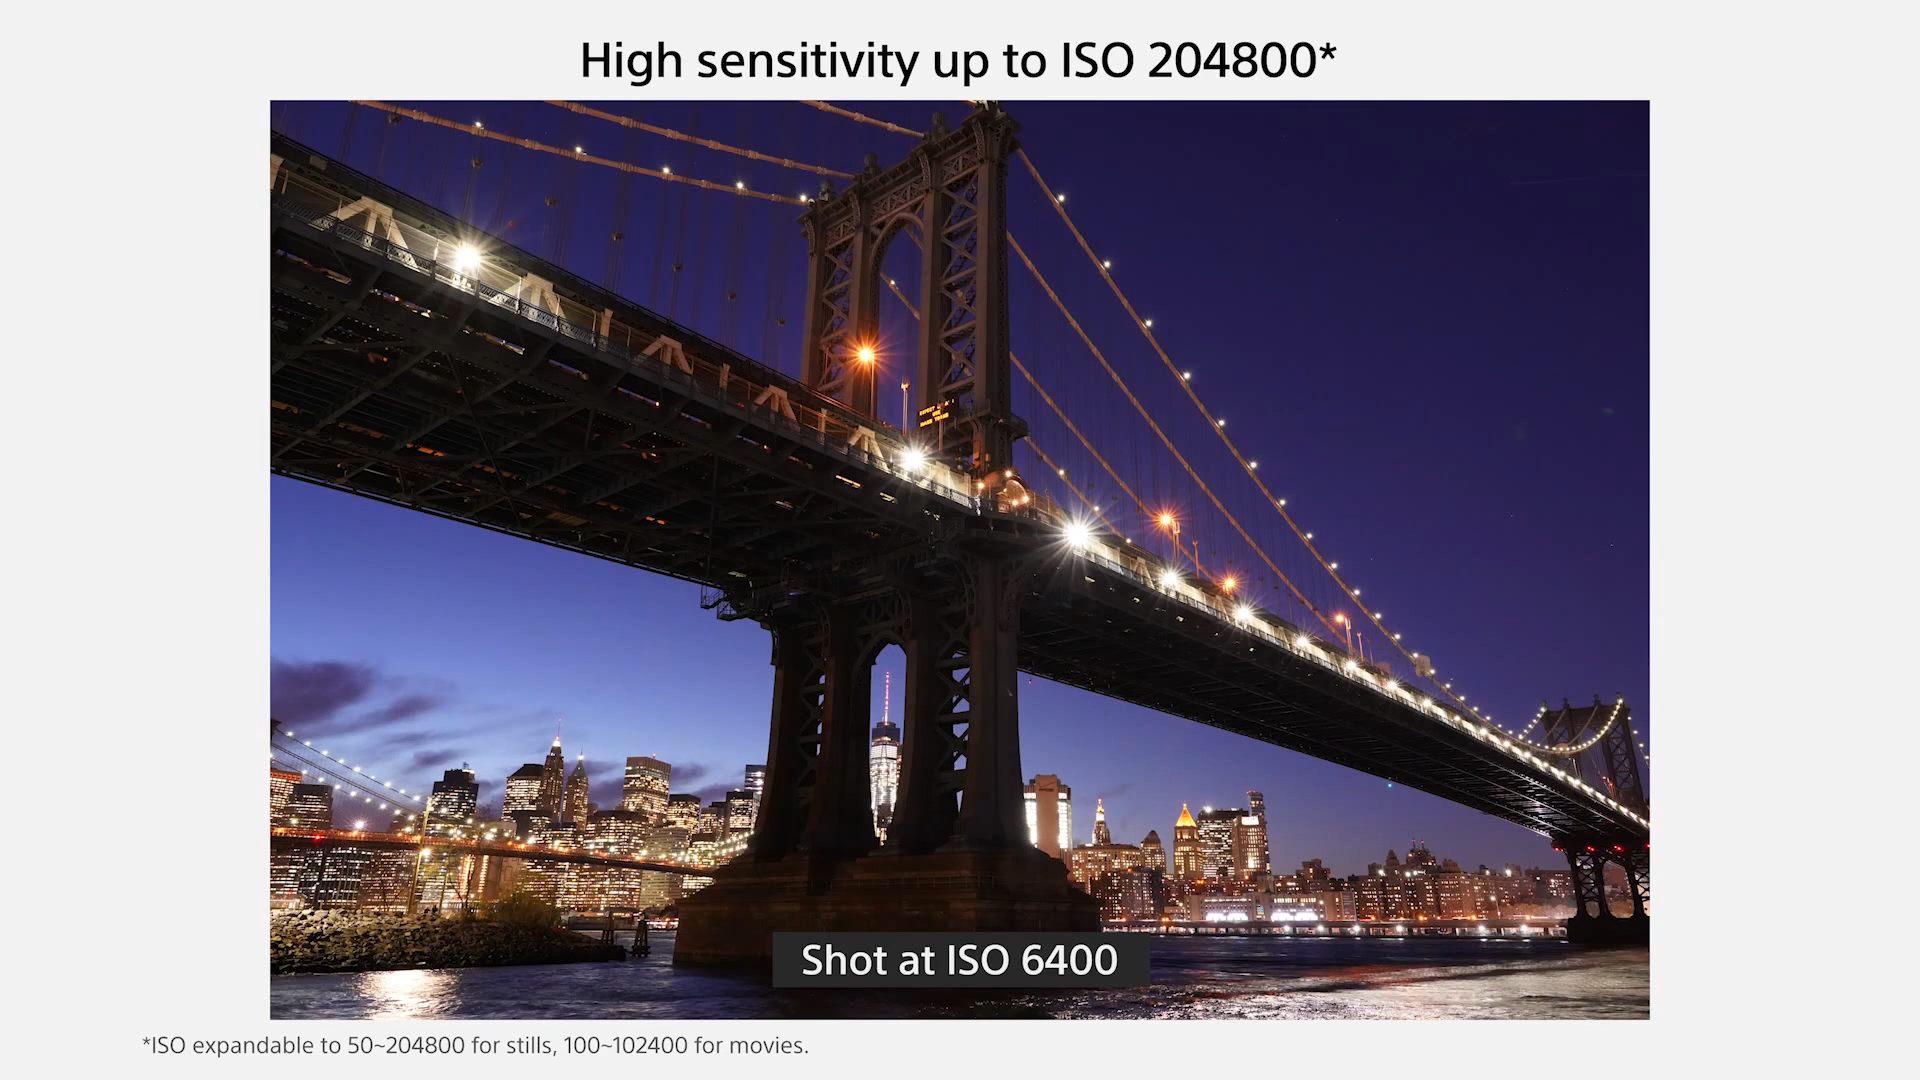 High sensitivity up to ISO 204800*
Shot at ISO 6400
*ISO expandable to 50~204800 for stills, 100~102400 for movies.